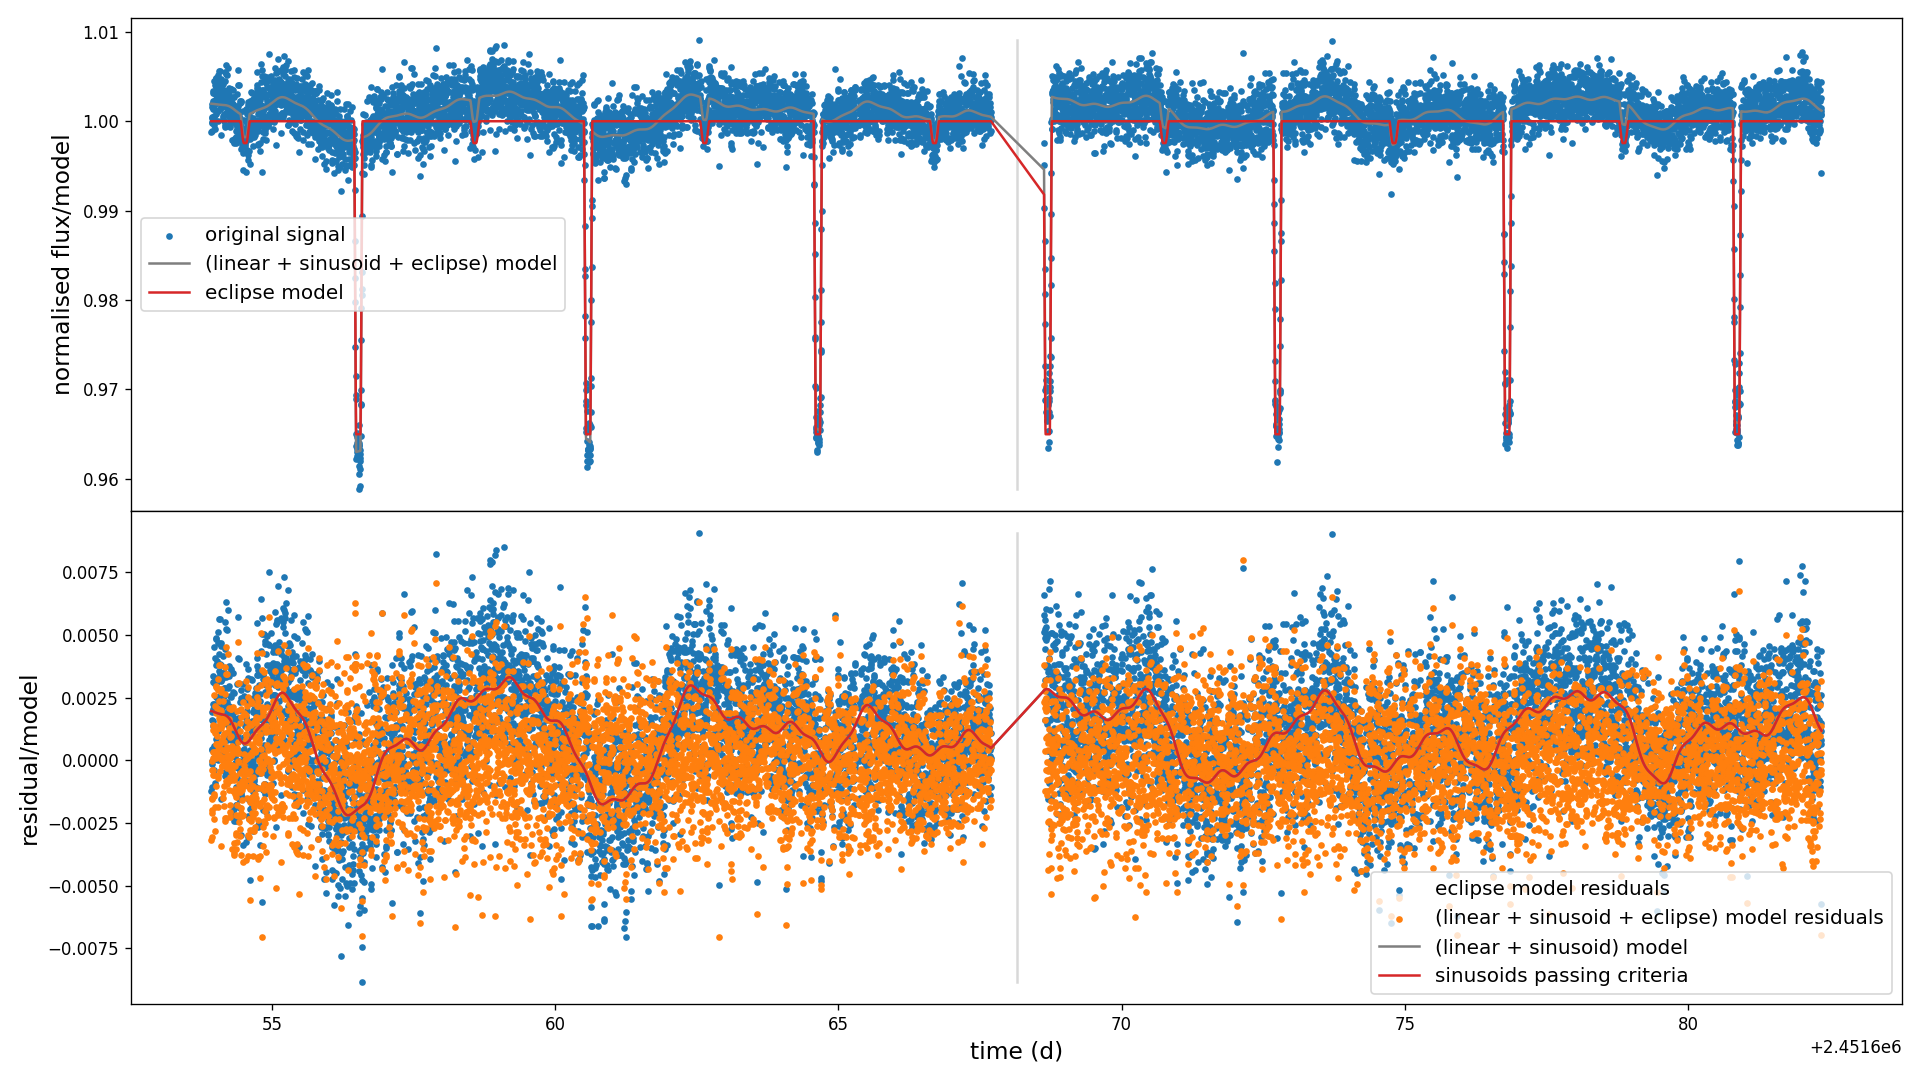 normalised flux/model
1.01
1.00
0.99
0.98
0.97
0.96
original signal
(linear + sinusoid + eclipse) model
eclipse model
residual/model
0.0075
0.0050
0.0025
0.0000
−0.0025
−0.0050
−0.0075
eclipse model residuals
(linear + sinusoid + eclipse) model residuals
(linear + sinusoid) model
sinusoids passing criteria
55 60 65 70 75 80
time (d)
+2.4516e6